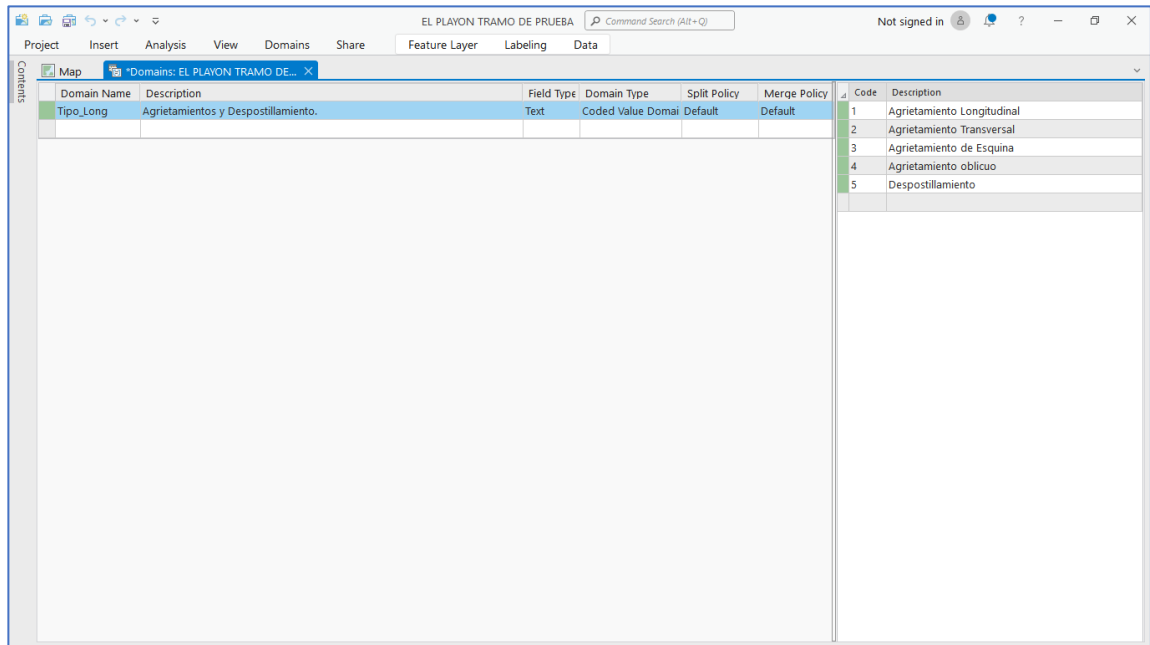 EL PLAYON TRAMO DE PRUEBA Command Search (Alt+Q) Not signed in ?
Project Insert Analysis View Domains Share Feature Layer Labeling Data
Contents
Map *Domains: EL PLAYON TRAMO DE...
Domain Name Description Field Type Domain Type Split Policy Merge Policy
Tipo_Long Agrietamientos y Despostillamiento. Text Coded Value Domai Default Default
Code Description
1 Agrietamiento Longitudinal
2 Agrietamiento Transversal
3 Agrietamiento de Esquina
4 Agrietamiento oblicuo
5 Despostillamiento